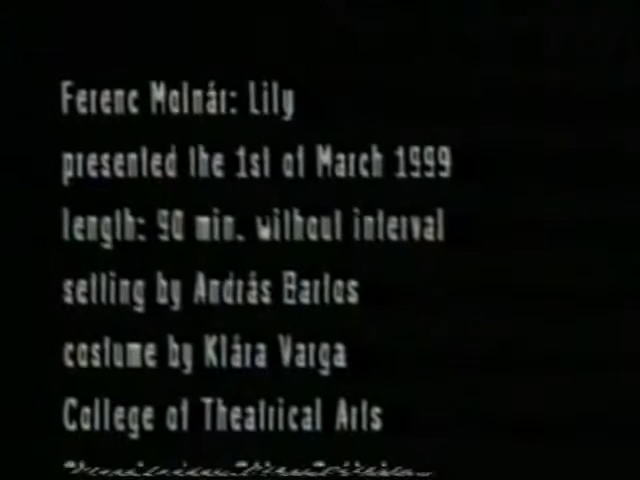 Ferenc Molnár: Lily
presented the 1st of March 1999
length: 90 min. without interval
setting by András Bartos
costume by Klára Varga
College of Theatrical Arts